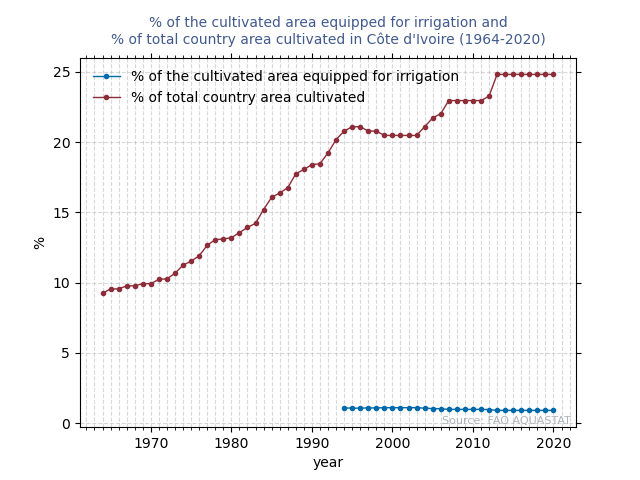 % of the cultivated area equipped for irrigation and
% of total country area cultivated in Côte d'Ivoire (1964-2020)
% of the cultivated area equipped for irrigation
% of total country area cultivated
%
25
20
15
10
5
0
Source: FAO AQUASTAT
1970 1980 1990 2000 2010 2020
year